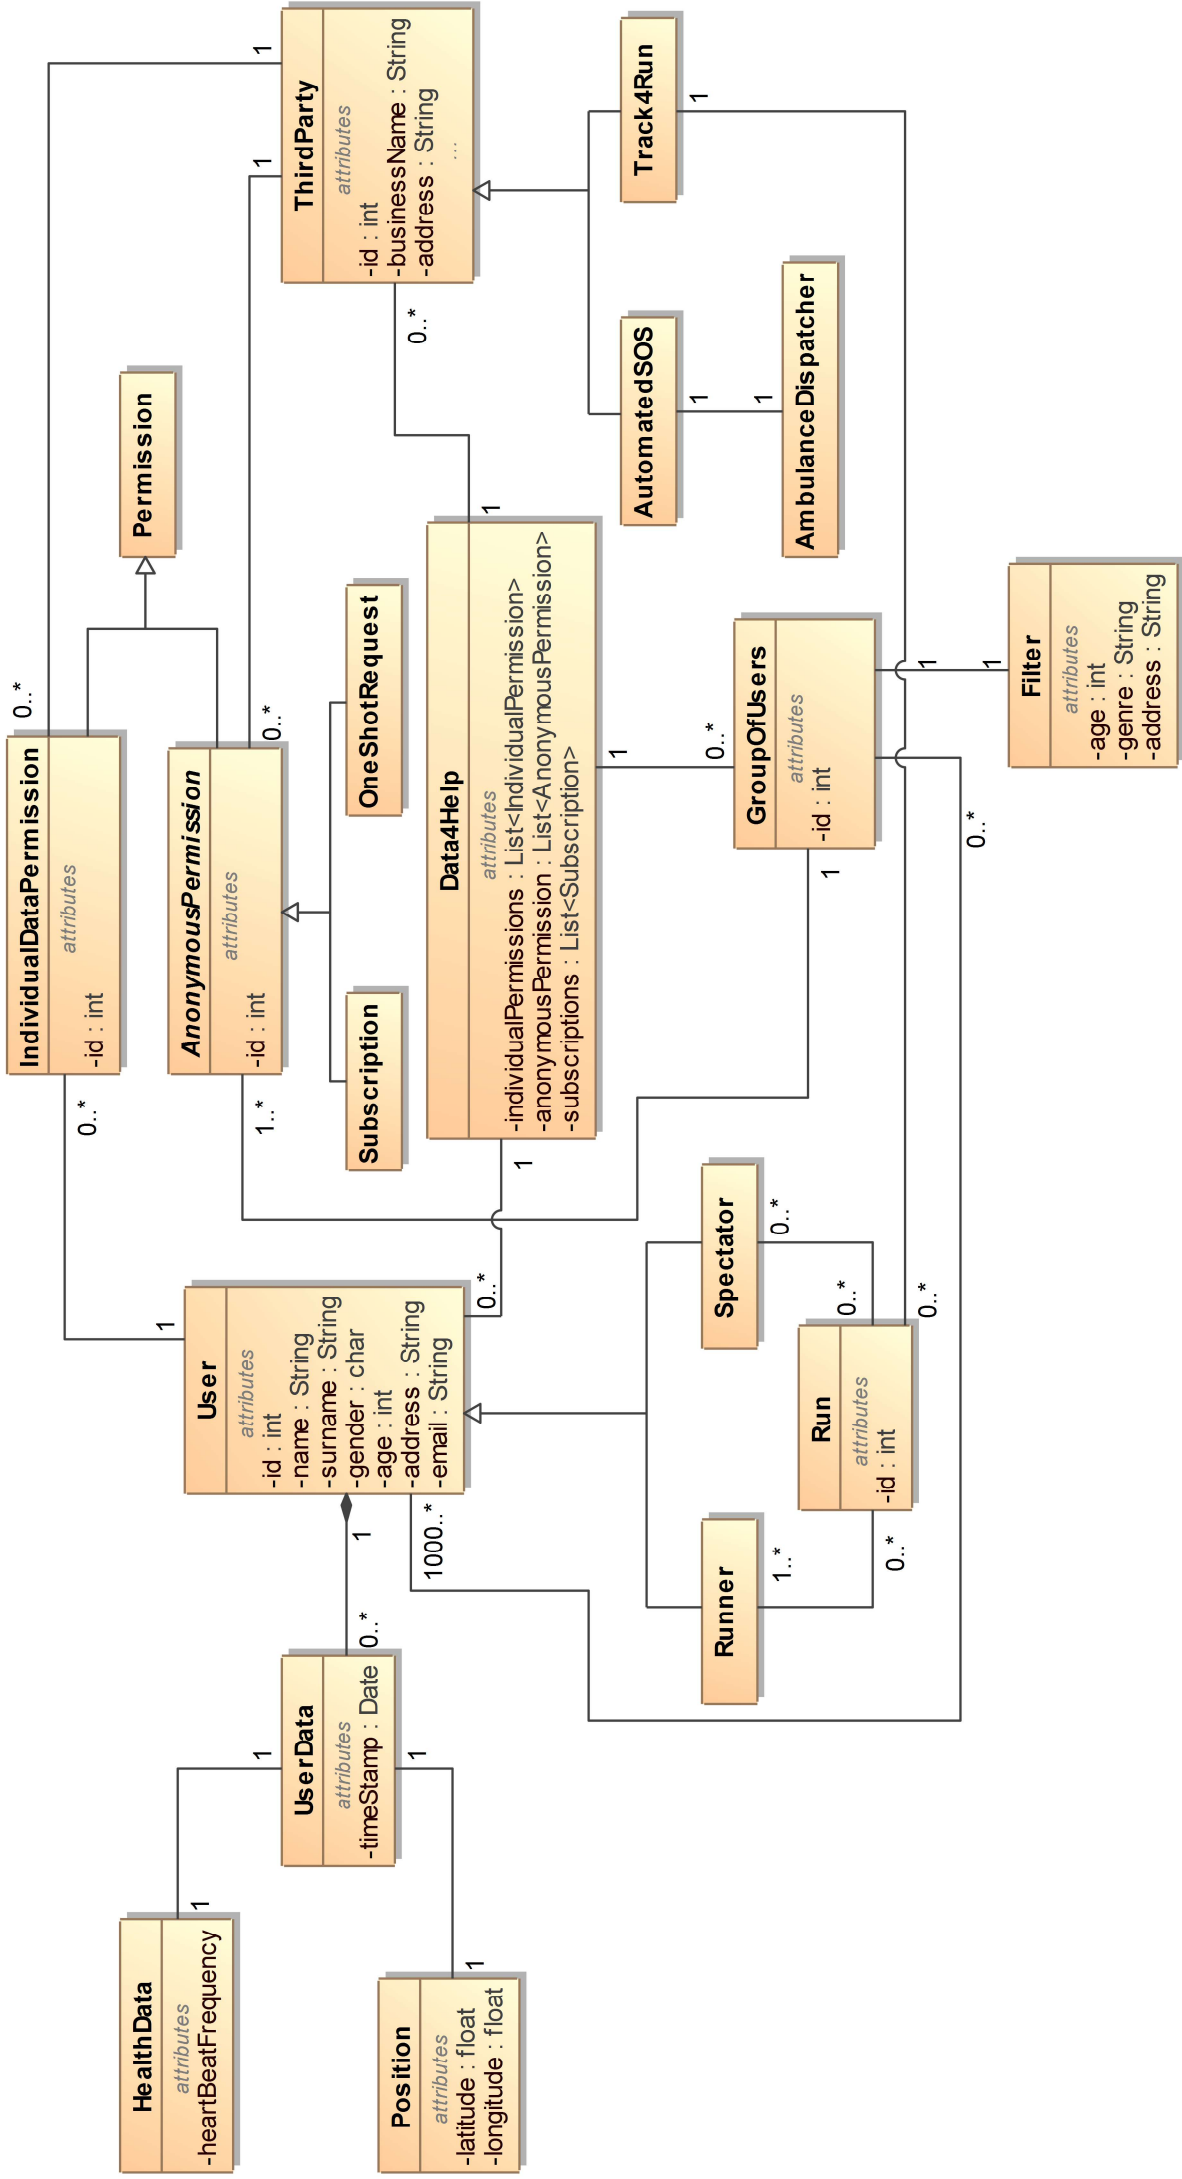 HealthData
attributes
-heartBeatFrequency
1
1
Position
attributes
-latitude : float
-longitude : float
1
1
UserData
attributes
-timeStamp : Date
0..*
1
User
attributes
-id : int
-name : String
-surname : String
-gender : char
-age : int
-address : String
-email : String
1
0..*
1000..*
0..*
1
IndividualDataPermission
attributes
-id : int
0..*
1
AnonymousPermission
attributes
-id : int
1..*
0..*
1
Permission
Subscription
OneShotRequest
Data4Help
attributes
-individualPermissions : List<IndividualPermission>
-anonymousPermission : List<AnonymousPermission>
-subscriptions : List<Subscription>
1
0..*
ThirdParty
attributes
-id : int
-businessName : String
-address : String
...
1
0..*
GroupOfUsers
attributes
-id : int
1
0..*
1
1
Filter
attributes
-age : int
-genre : String
-address : String
AutomatedSOS
1
1
AmbulanceDispatcher
Track4Run
1
Runner
1..*
0..*
Spectator
0..*
0..*
Run
attributes
-id : int
0..*